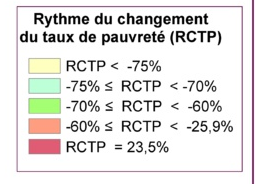 Rythme du changement
du taux de pauvreté (RCTP)
RCTP < -75%
-75% ≤ RCTP < -70%
-70% ≤ RCTP < -60%
-60% ≤ RCTP < -25,9%
RCTP = 23,5%